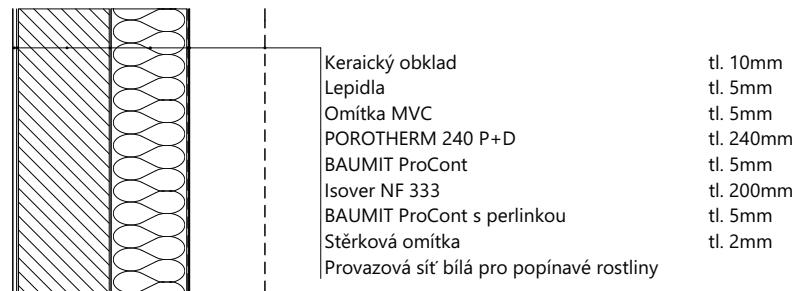 Keraický obklad tl. 10mm
Lepidla tl. 5mm
Omítka MVC tl. 5mm
POROTHERM 240 P+D tl. 240mm
BAUMIT ProCont tl. 5mm
Isover NF 333 tl. 200mm
BAUMIT ProCont s perlinkou tl. 5mm
Stěrková omítka tl. 2mm
Provazová síť bílá pro popínavé rostliny